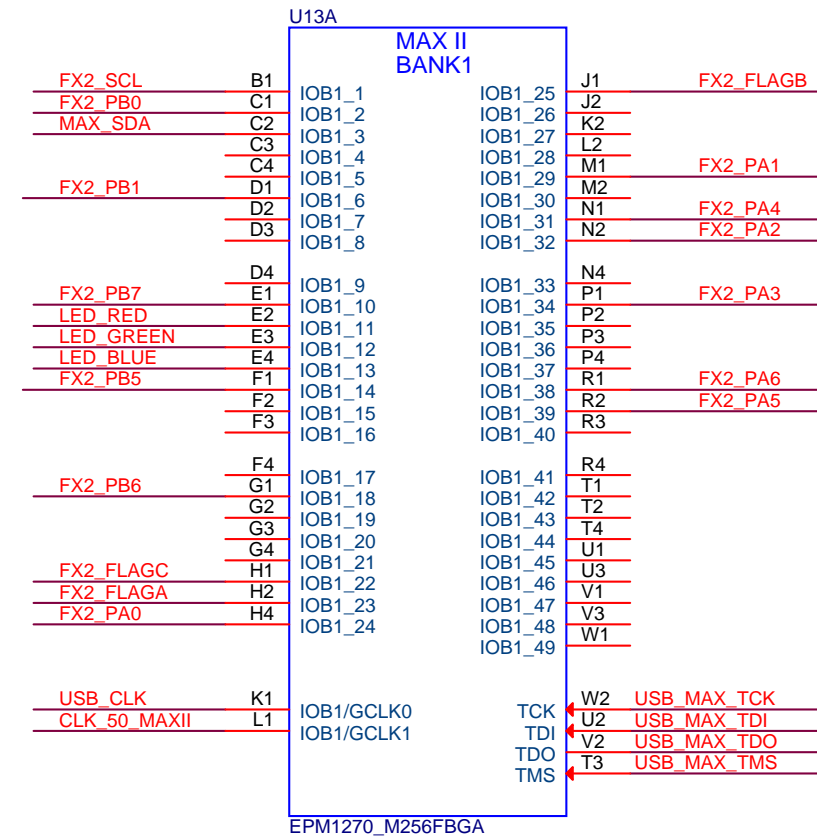 U13A
MAX II
BANK1
FX2_SCL B1 IOB1_1
FX2_PB0 C1 IOB1_2
MAX_SDA C2 IOB1_3
C3 IOB1_4
C4 IOB1_5
FX2_PB1 D1 IOB1_6
D2 IOB1_7
D3 IOB1_8
D4 IOB1_9
FX2_PB7 E1 IOB1_10
LED_RED E2 IOB1_11
LED_GREEN E3 IOB1_12
LED_BLUE E4 IOB1_13
FX2_PB5 F1 IOB1_14
F2 IOB1_15
F3 IOB1_16
F4 IOB1_17
FX2_PB6 G1 IOB1_18
G2 IOB1_19
G3 IOB1_20
G4 IOB1_21
FX2_FLAGC H1 IOB1_22
FX2_FLAGA H2 IOB1_23
FX2_PA0 H4 IOB1_24
USB_CLK K1 IOB1/GCLK0
CLK_50_MAXII L1 IOB1/GCLK1
IOB1_25 J1 FX2_FLAGB
IOB1_26 J2
IOB1_27 K2
IOB1_28 L2
IOB1_29 M1 FX2_PA1
IOB1_30 M2
IOB1_31 N1 FX2_PA4
IOB1_32 N2 FX2_PA2
IOB1_33 N4
IOB1_34 P1 FX2_PA3
IOB1_35 P2
IOB1_36 P3
IOB1_37 P4
IOB1_38 R1 FX2_PA6
IOB1_39 R2 FX2_PA5
IOB1_40 R3
IOB1_41 R4
IOB1_42 T1
IOB1_43 T2
IOB1_44 T4
IOB1_45 U1
IOB1_46 U3
IOB1_47 V1
IOB1_48 V3
IOB1_49 W1
TCK W2 USB_MAX_TCK
TDI U2 USB_MAX_TDI
TDO V2 USB_MAX_TDO
TMS T3 USB_MAX_TMS
EPM1270_M256FBGA